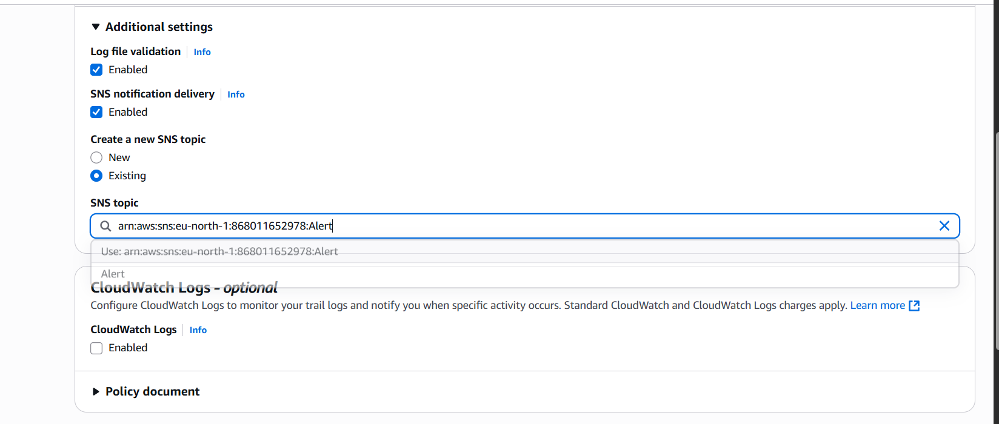 Additional settings
Log file validation Info
Enabled
SNS notification delivery Info
Enabled
Create a new SNS topic
New
Existing
SNS topic
arn:aws:sns:eu-north-1:868011652978:Alert
Use: arn:aws:sns:eu-north-1:868011652978:Alert
Alert
CloudWatch Logs - optional
Configure CloudWatch Logs to monitor your trail logs and notify you when specific activity occurs. Standard CloudWatch and CloudWatch Logs charges apply. Learn more
CloudWatch Logs Info
Enabled
Policy document